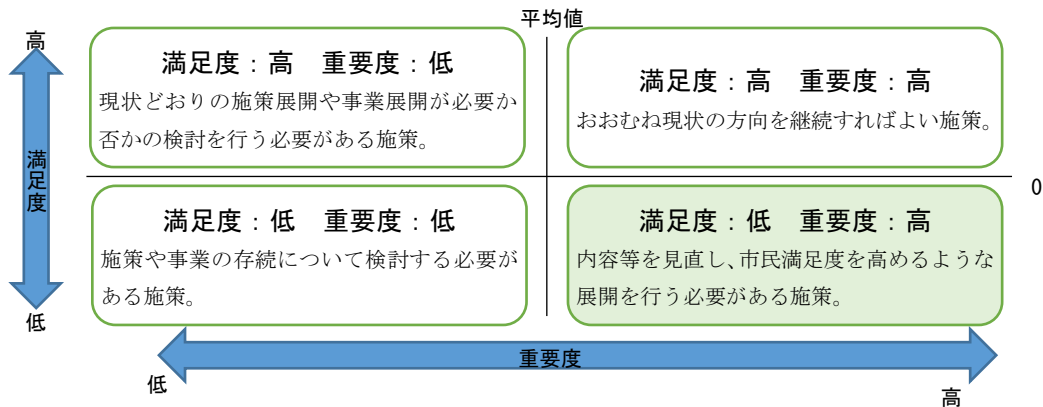 平均値
高
満足度：高　重要度：低
現状どおりの施策展開や事業展開が必要か
否かの検討を行う必要がある施策。
満足度：高　重要度：高
おおむね現状の方向を継続すればよい施策。
満足度
0
満足度：低　重要度：低
施策や事業の存続について検討する必要が
ある施策。
満足度：低　重要度：高
内容等を見直し、市民満足度を高めるような
展開を行う必要がある施策。
低
重要度
低
高